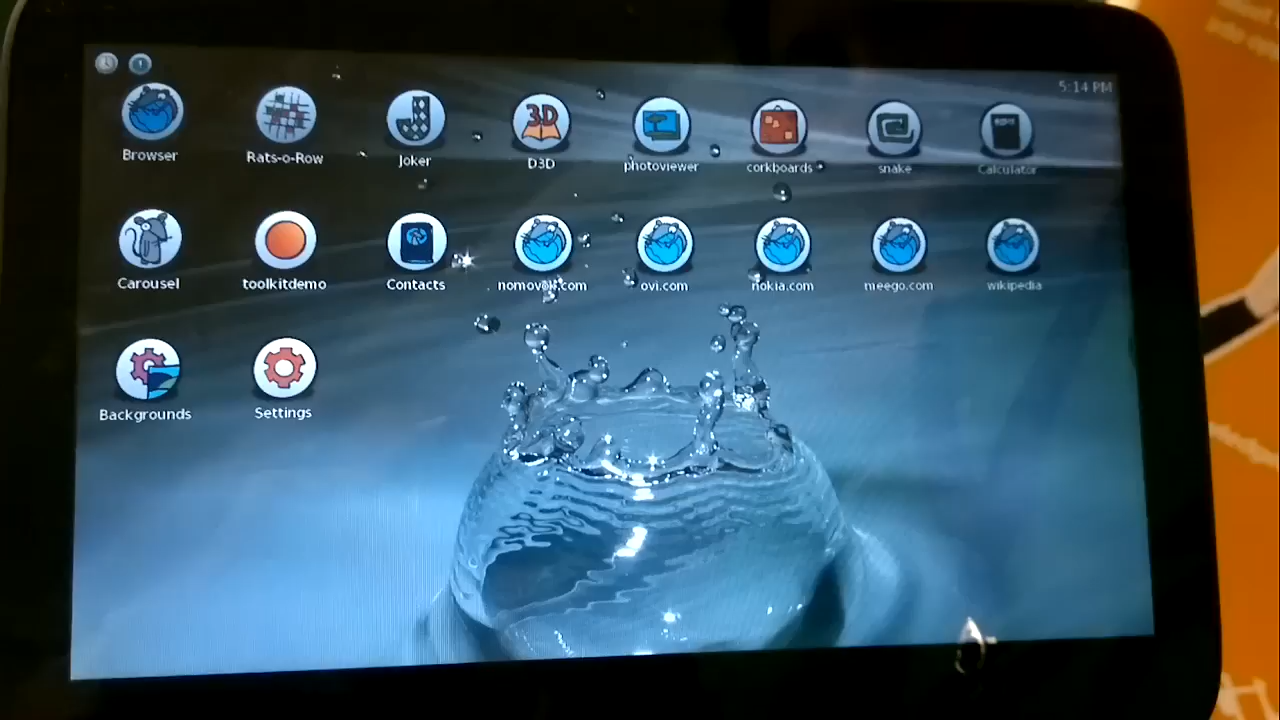 5:14 PM
Browser
Rats-o-Row
Joker
D3D
photoviewer
corkboards
snake
Calculator
Carousel
toolkitdemo
Contacts
nomovok.com
ovi.com
nokia.com
meego.com
wikipedia
Backgrounds
Settings
3D